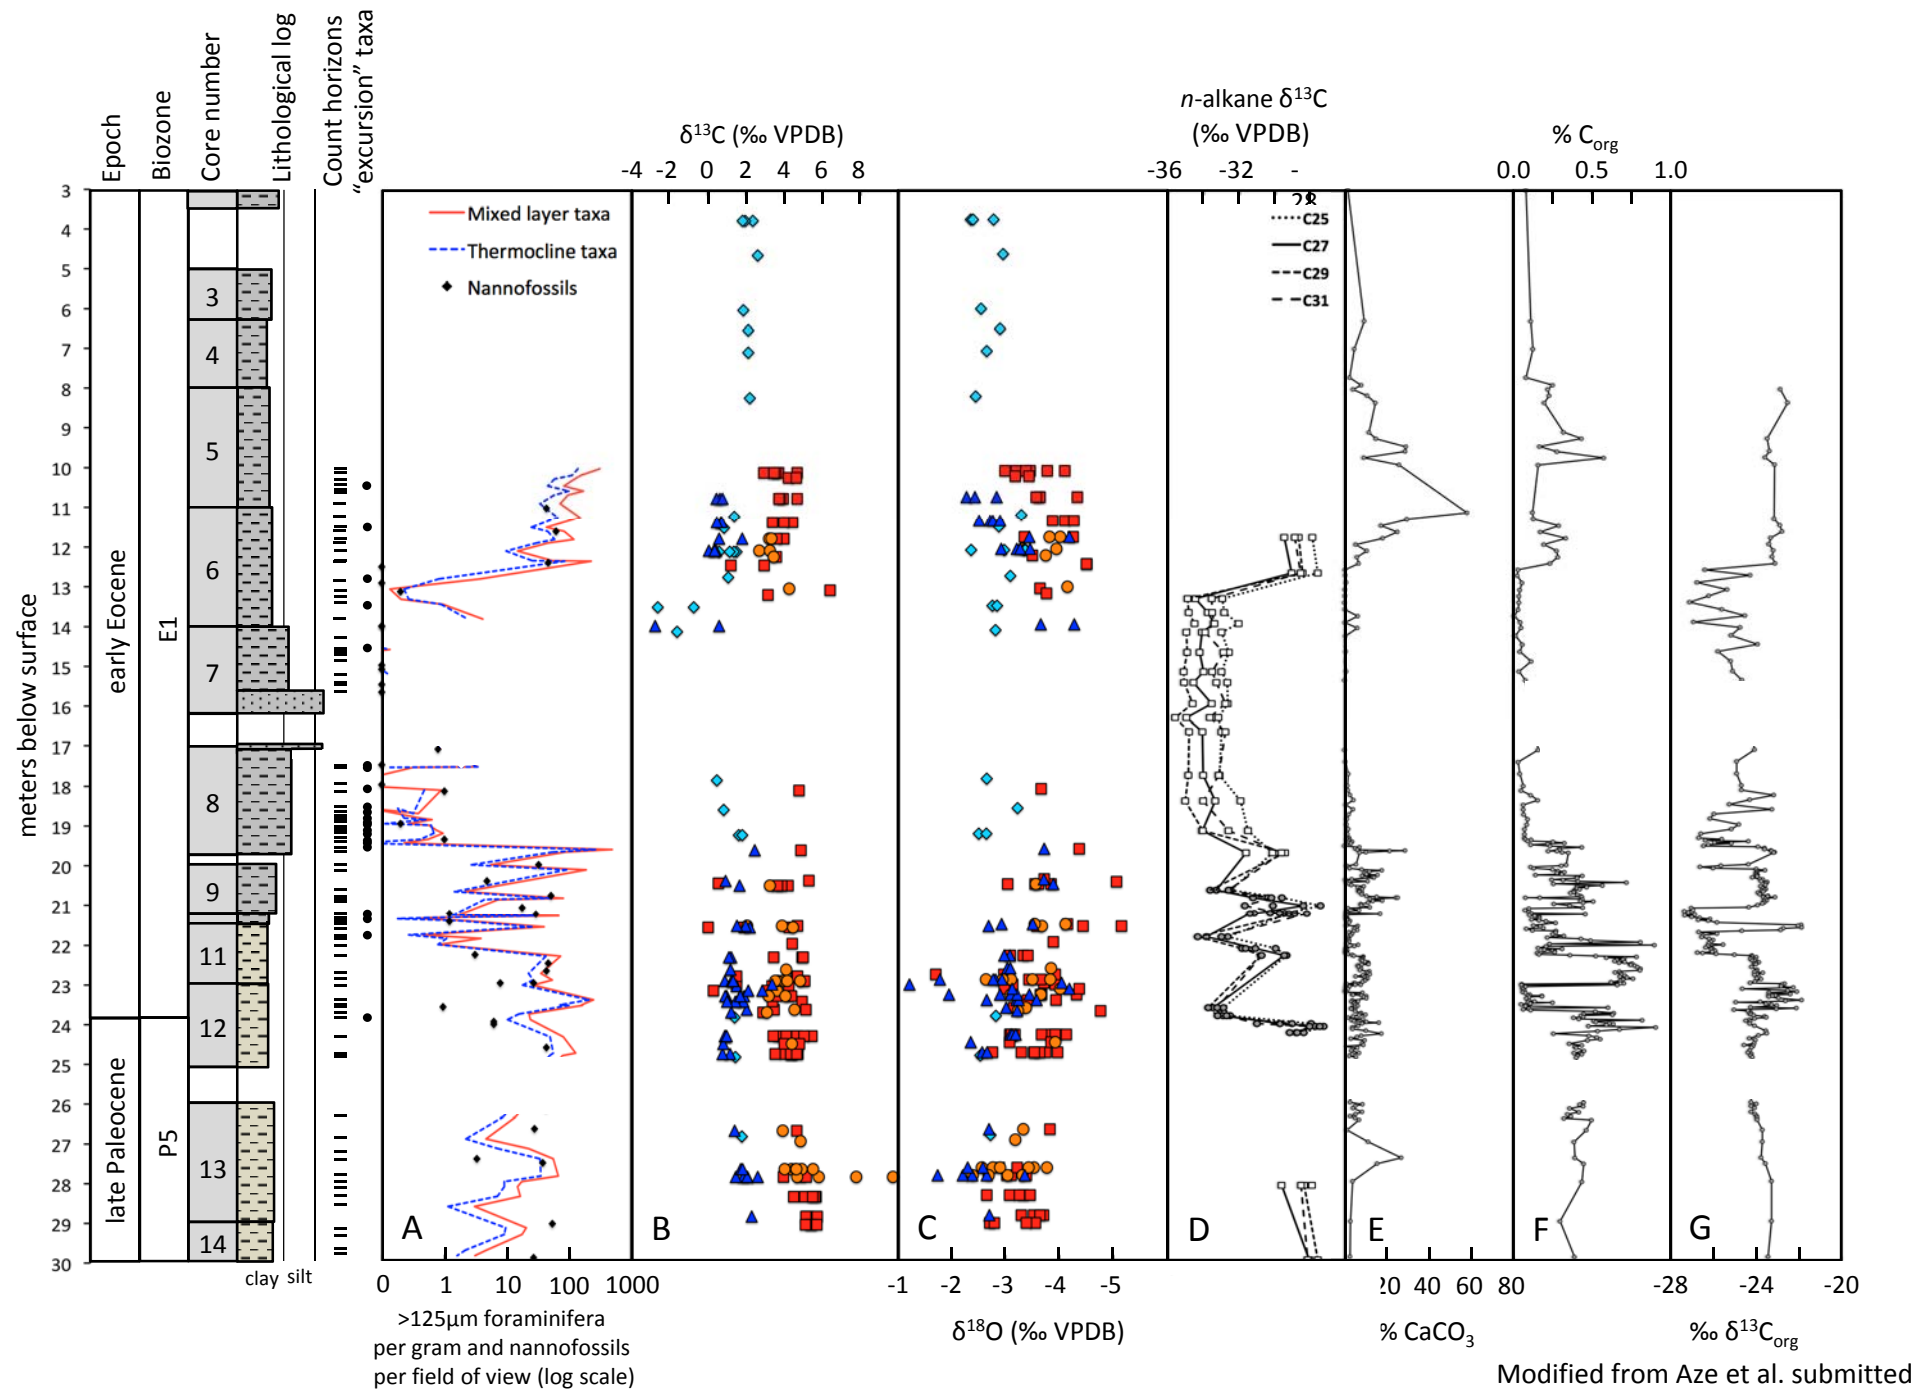 Epoch
Biozone
Core number
Lithological log
Count horizons
“excursion” taxa
δ13C (‰ VPDB)
-4 -2 0 2 4 6 8
n-alkane δ13C
(‰ VPDB)
-36 -32 -
28
% Corg
0.0 0.5 1.0
meters below surface
3
4
5
6
7
8
9
10
11
12
13
14
15
16
17
18
19
20
21
22
23
24
25
26
27
28
29
30
early Eocene
late Paleocene
E1
P5
3
4
5
6
7
8
9
11
12
13
14
clay silt
Mixed layer taxa
Thermocline taxa
Nannofossils
C25
C27
C29
C31
A
B
C
D
E
F
G
0 1 10 100 1000
>125μm foraminifera
per gram and nannofossils
per field of view (log scale)
-1 -2 -3 -4 -5
δ18O (‰ VPDB)
20 40 60 80
% CaCO3
-28 -24 -20
‰ δ13Corg
Modified from Aze et al. submitted